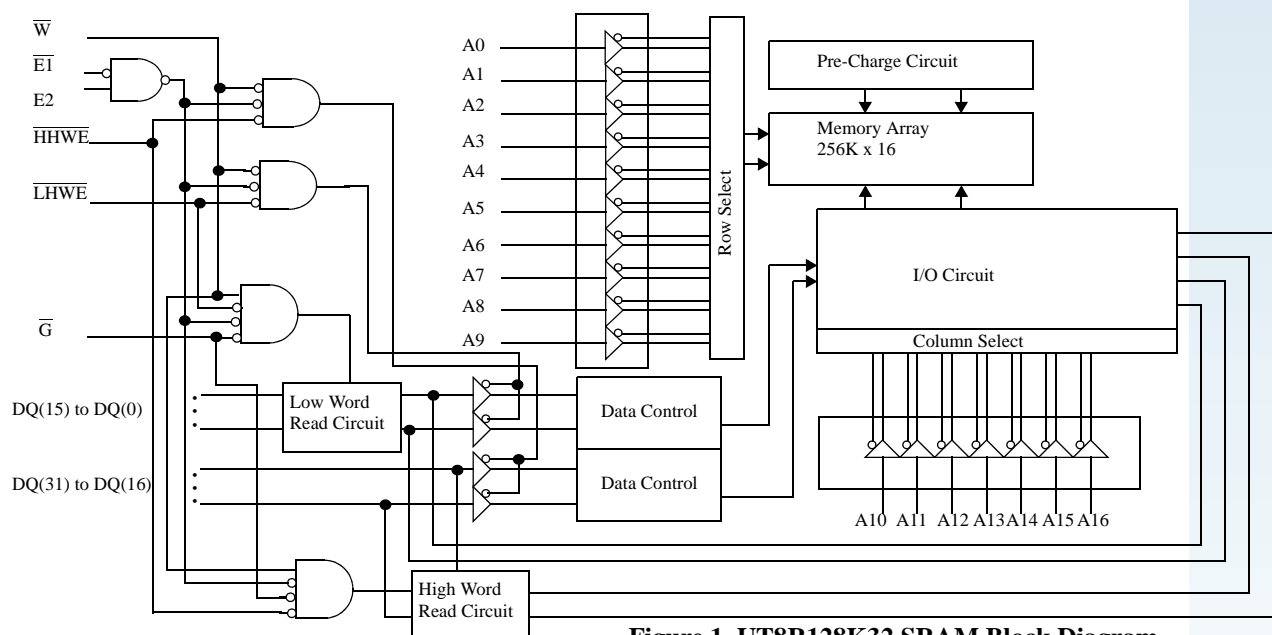 W
E1
E2
HHWE
LHWE
G
DQ(15) to DQ(0)
DQ(31) to DQ(16)
A0
A1
A2
A3
A4
A5
A6
A7
A8
A9
Row Select
Pre-Charge Circuit
Memory Array
256K x 16
I/O Circuit
Column Select
Low Word
Read Circuit
Data Control
Data Control
A10 A11 A12 A13 A14 A15 A16
High Word
Read Circuit
Figure 1. UT8R128K32 SRAM Block Diagram